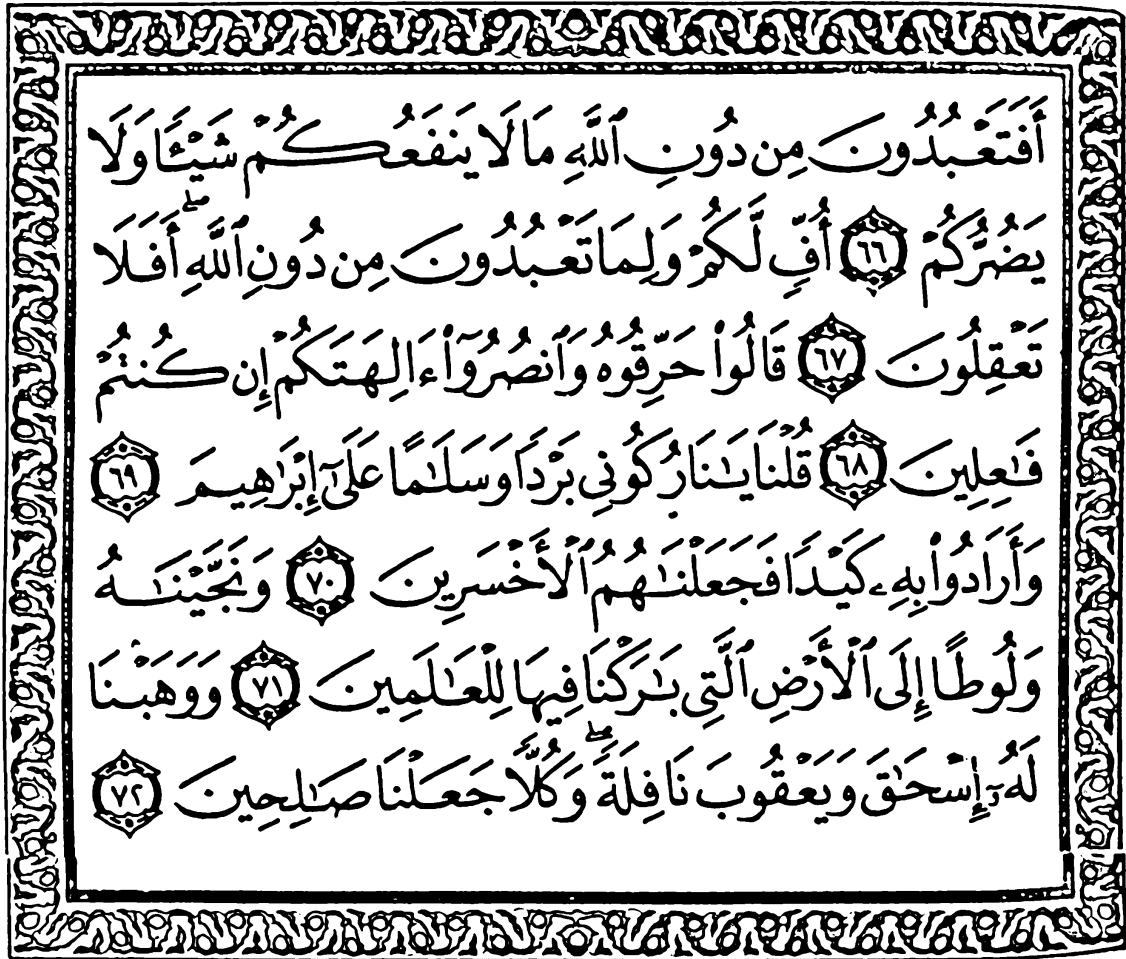 أَفَتَعْبُدُونَ مِن دُونِ ٱللَّهِ مَا لَا يَنفَعُكُمْ شَيْـًٔا وَلَا
يَضُرُّكُمْ ۝٦٦ أُفٍّ لَّكُمْ وَلِمَا تَعْبُدُونَ مِن دُونِ ٱللَّهِ ۖ أَفَلَا
تَعْقِلُونَ ۝٦٧ قَالُوا۟ حَرِّقُوهُ وَٱنصُرُوٓا۟ ءَالِهَتَكُمْ إِن كُنتُمْ
فَـٰعِلِينَ ۝٦٨ قُلْنَا يَـٰنَارُ كُونِى بَرْدًا وَسَلَـٰمًا عَلَىٰٓ إِبْرَٰهِيمَ ۝٦٩
وَأَرَادُوا۟ بِهِۦ كَيْدًا فَجَعَلْنَـٰهُمُ ٱلْأَخْسَرِينَ ۝٧٠ وَنَجَّيْنَـٰهُ
وَلُوطًا إِلَى ٱلْأَرْضِ ٱلَّتِى بَـٰرَكْنَا فِيهَا لِلْعَـٰلَمِينَ ۝٧١ وَوَهَبْنَا
لَهُۥٓ إِسْحَـٰقَ وَيَعْقُوبَ نَافِلَةً ۖ وَكُلًّا جَعَلْنَا صَـٰلِحِينَ ۝٧٢